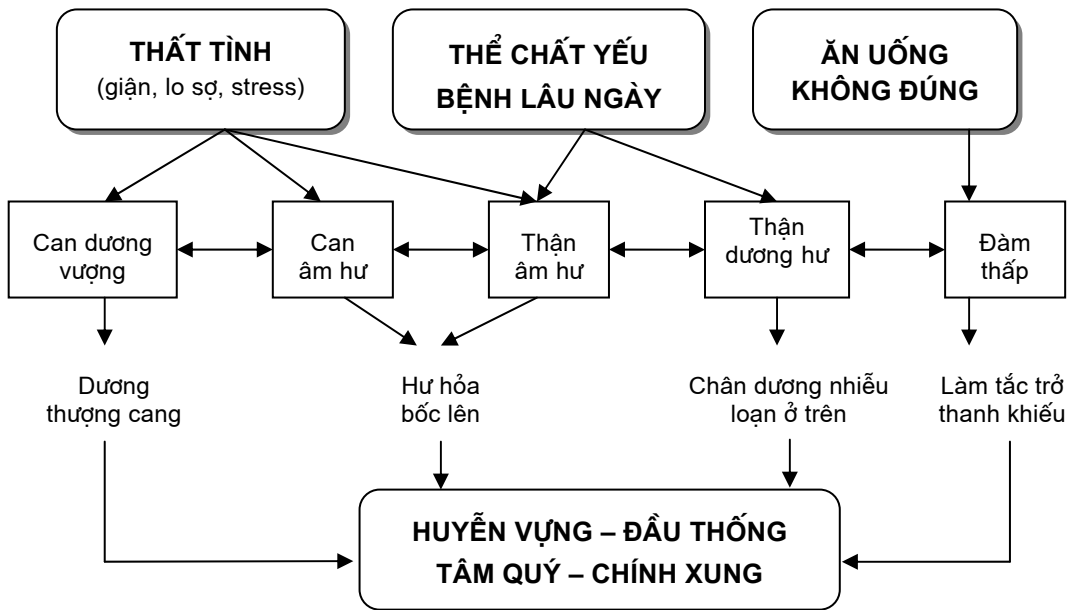 THẤT TÌNH
(giận, lo sợ, stress)
THỂ CHẤT YẾU
BỆNH LÂU NGÀY
ĂN UỐNG
KHÔNG ĐÚNG
Can dương
vượng
Can
âm hư
Thận
âm hư
Thận
dương hư
Đàm
thấp
Dương
thượng cang
Hư hỏa
bốc lên
Chân dương nhiễu
loạn ở trên
Làm tắc trở
thanh khiếu
HUYỄN VỰNG – ĐẦU THỐNG
TÂM QUÝ – CHÍNH XUNG